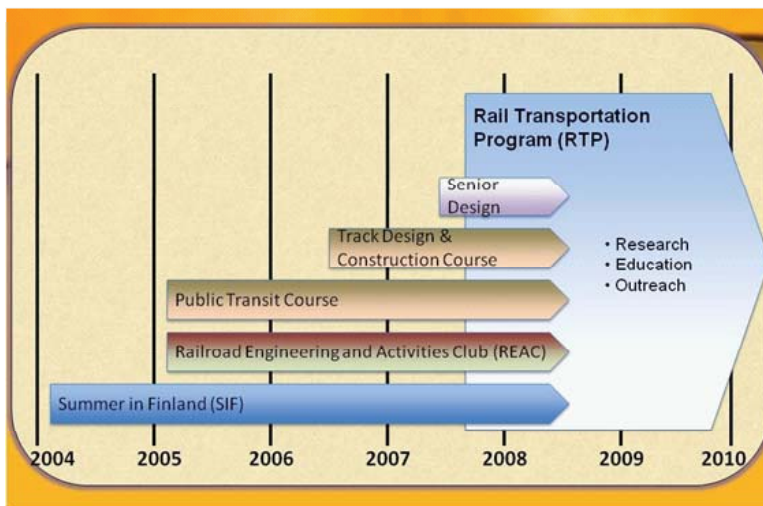 Rail Transportation
Program (RTP)
Senior
Design
Track Design &
Construction Course
• Research
• Education
• Outreach
Public Transit Course
Railroad Engineering and Activities Club (REAC)
Summer in Finland (SIF)
2004 2005 2006 2007 2008 2009 2010